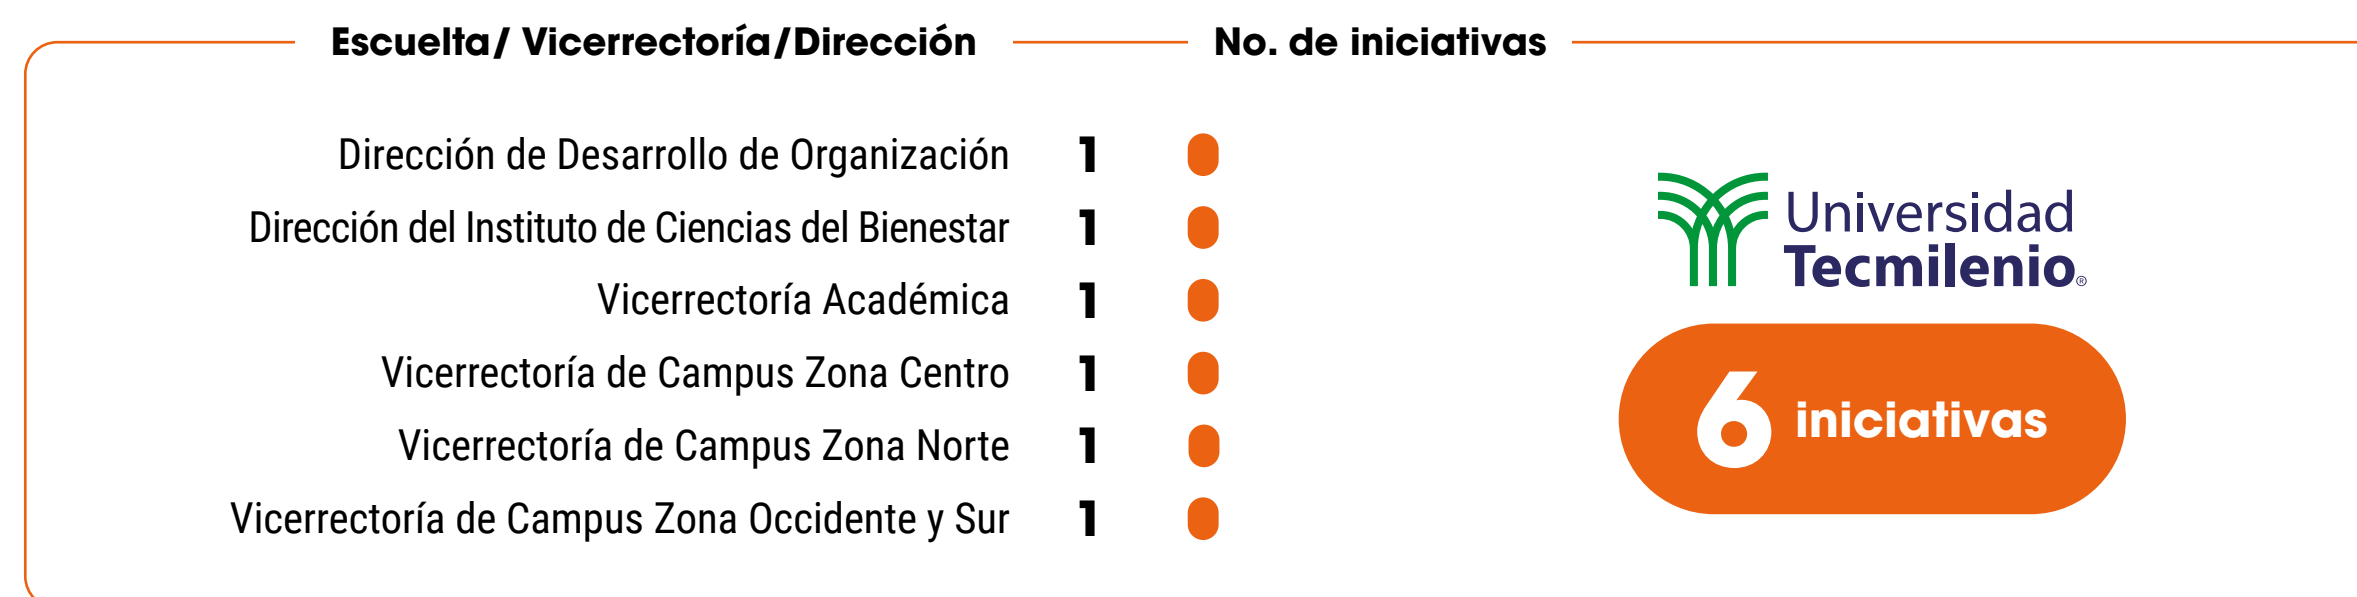 Escuelta/ Vicerrectoría/Dirección No. de iniciativas
Dirección de Desarrollo de Organización 1
Dirección del Instituto de Ciencias del Bienestar 1
Vicerrectoría Académica 1
Vicerrectoría de Campus Zona Centro 1
Vicerrectoría de Campus Zona Norte 1
Vicerrectoría de Campus Zona Occidente y Sur 1
Universidad
Tecmilenio®
6 iniciativas